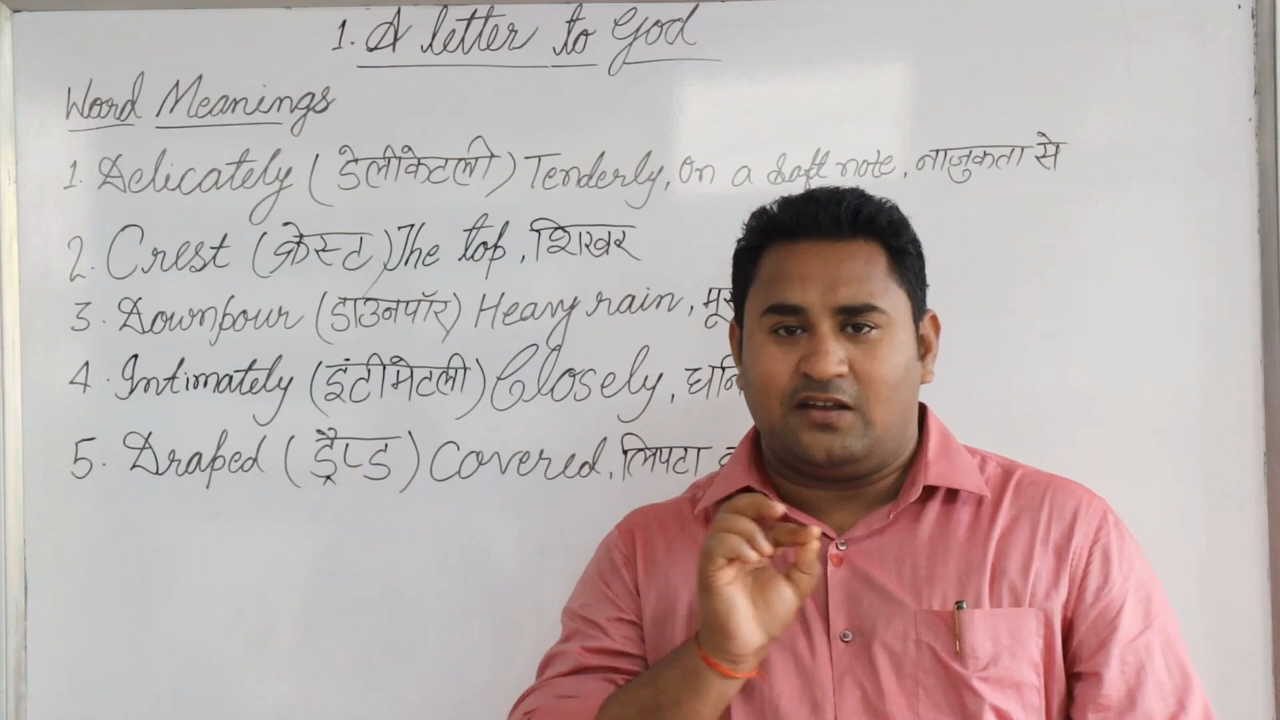 1. A letter to God
Word Meanings
1. Delicately (डेलीकेटली) Tenderly, on a soft note, नाजुकता से
2. Crest (क्रेस्ट) The top, शिखर
3. Downpour (डाउनपॉर) Heavy rain,
4. Intimately (इंटीमेटली) Closely,
5. Draped (ड्रैप्ड) Covered, लिपटा